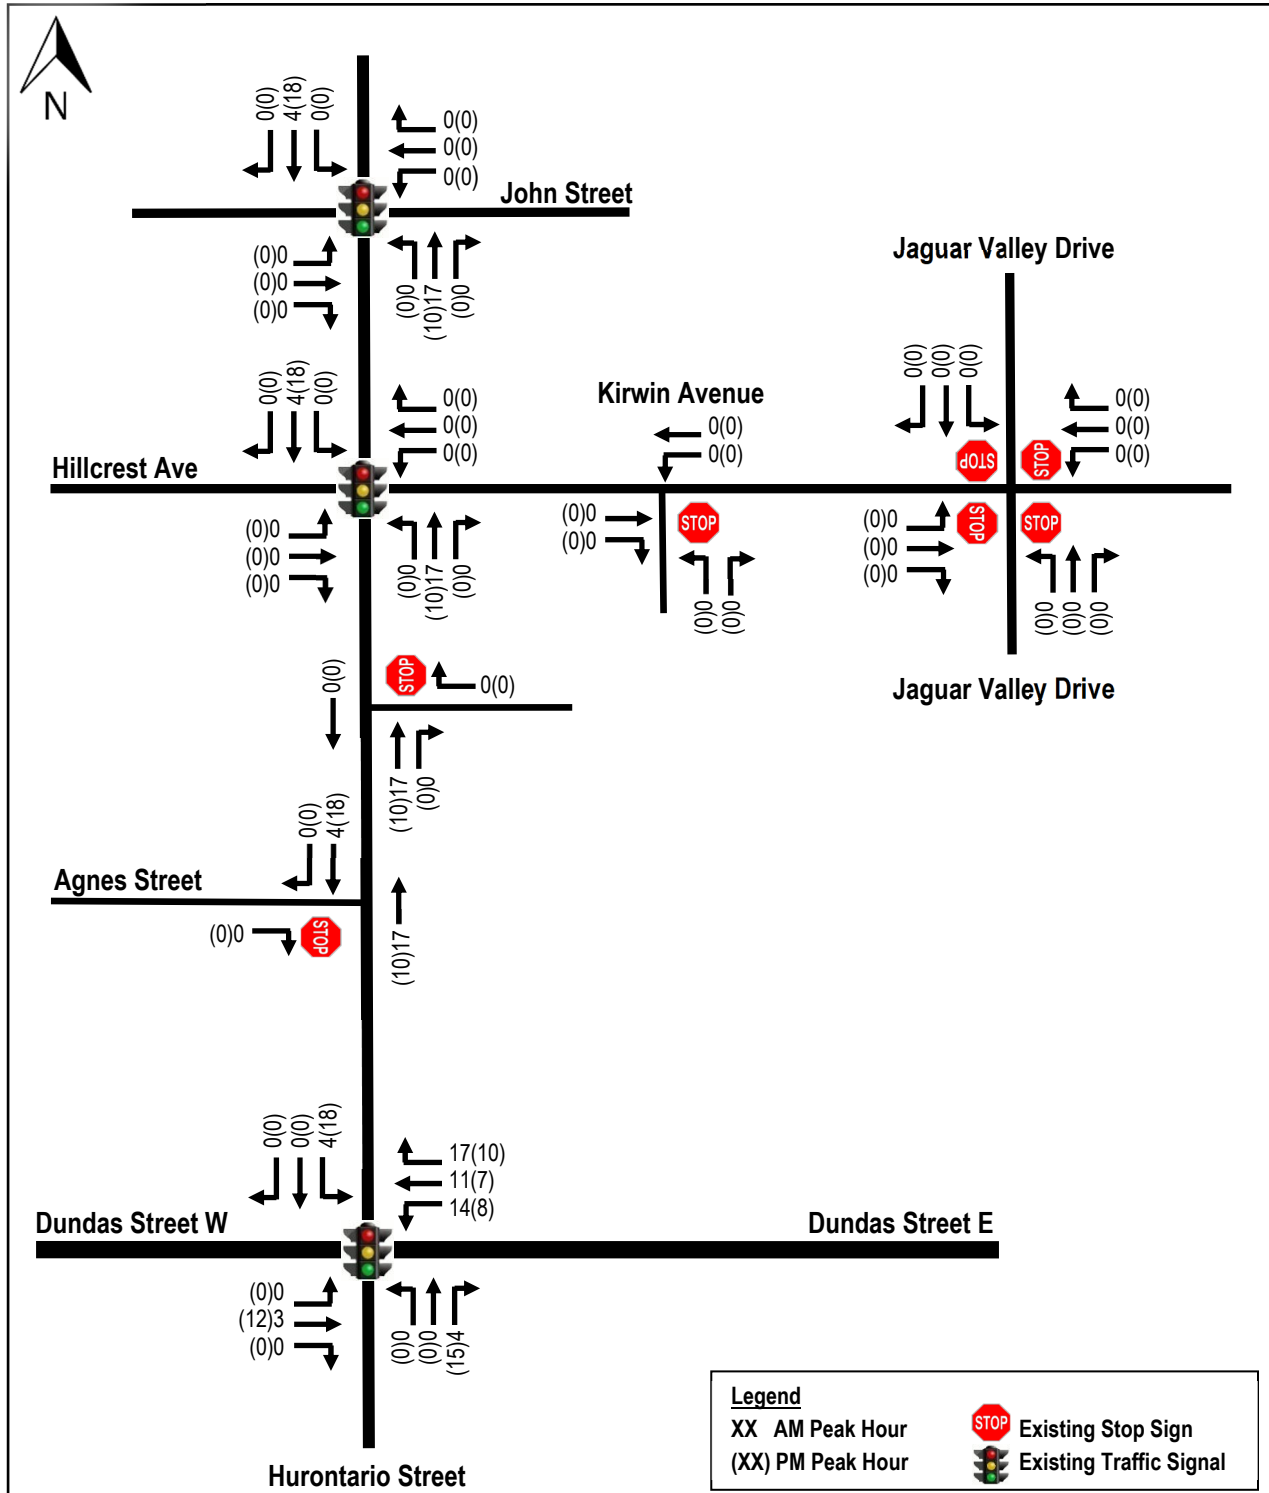 N
0(0)
4(18)
0(0)
0(0)
0(0)
0(0)
John Street
(0)0
(0)0
(0)0
(0)0
(10)17
(0)0
Jaguar Valley Drive
0(0)
4(18)
0(0)
0(0)
0(0)
0(0)
Hillcrest Ave
(0)0
(0)0
(0)0
(0)0
(10)17
(0)0
Kirwin Avenue
0(0)
0(0)
(0)0
(0)0
STOP
(0)0
(0)0
0(0)
0(0)
0(0)
0(0)
0(0)
0(0)
STOP
STOP
STOP
STOP
(0)0
(0)0
(0)0
(0)0
(0)0
(0)0
Jaguar Valley Drive
0(0)
STOP
0(0)
(10)17
(0)0
0(0)
4(18)
Agnes Street
(0)0
STOP
(10)17
0(0)
0(0)
4(18)
17(10)
11(7)
14(8)
Dundas Street W
Dundas Street E
(0)0
(12)3
(0)0
(0)0
(0)0
(15)4
Hurontario Street
Legend
XX AM Peak Hour
(XX) PM Peak Hour
STOP Existing Stop Sign
Existing Traffic Signal